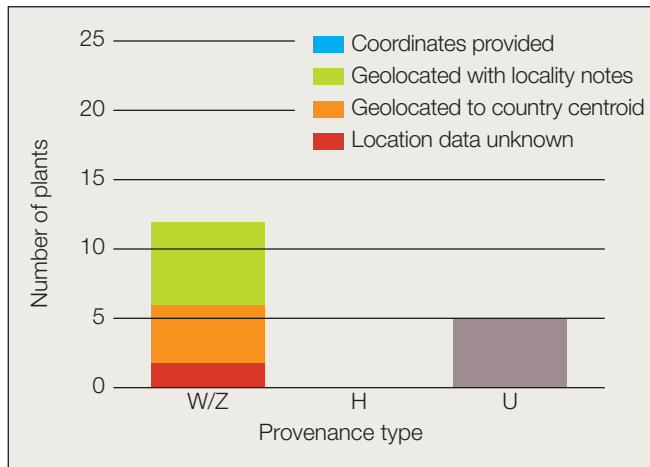 25
20
15
10
5
0
Number of plants
Coordinates provided
Geolocated with locality notes
Geolocated to country centroid
Location data unknown
W/Z H U
Provenance type